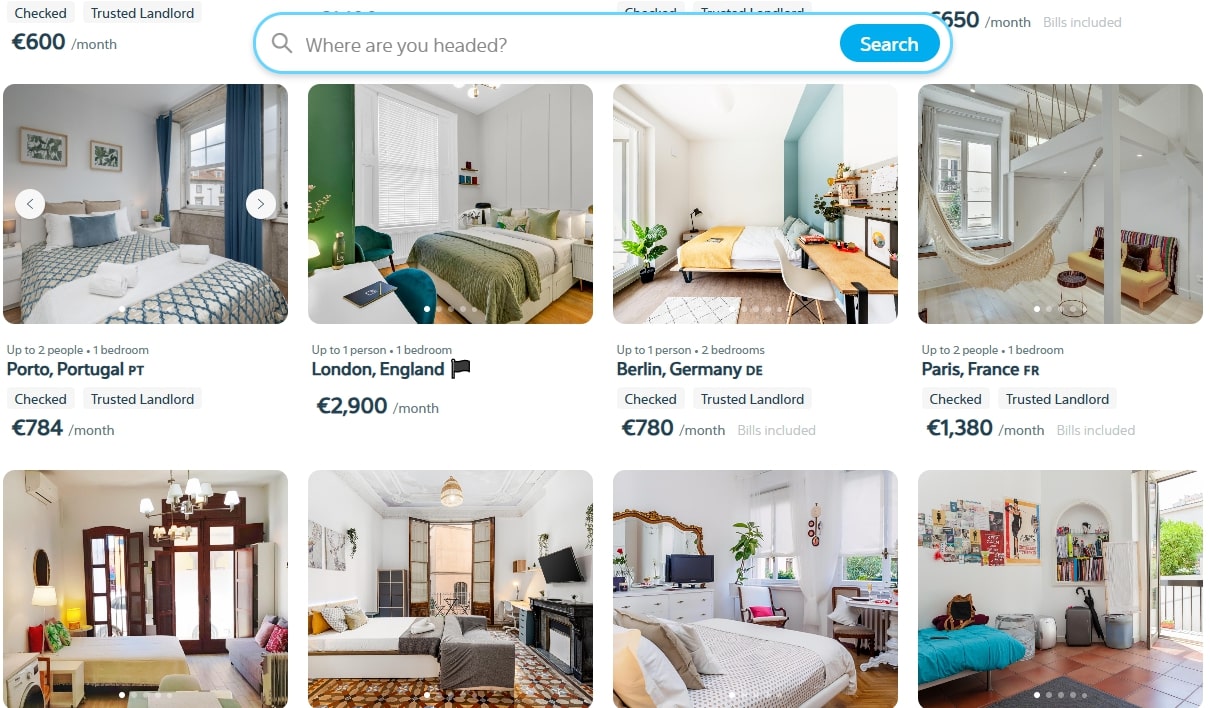 Checked Trusted Landlord
€600 /month
Checked Trusted Landlord
€650 /month Bills included
Where are you headed?
Search
Up to 2 people • 1 bedroom
Porto, Portugal PT
Checked Trusted Landlord
€784 /month
Up to 1 person • 1 bedroom
London, England
€2,900 /month
Up to 1 person • 2 bedrooms
Berlin, Germany DE
Checked Trusted Landlord
€780 /month Bills included
Up to 2 people • 1 bedroom
Paris, France FR
Checked Trusted Landlord
€1,380 /month Bills included